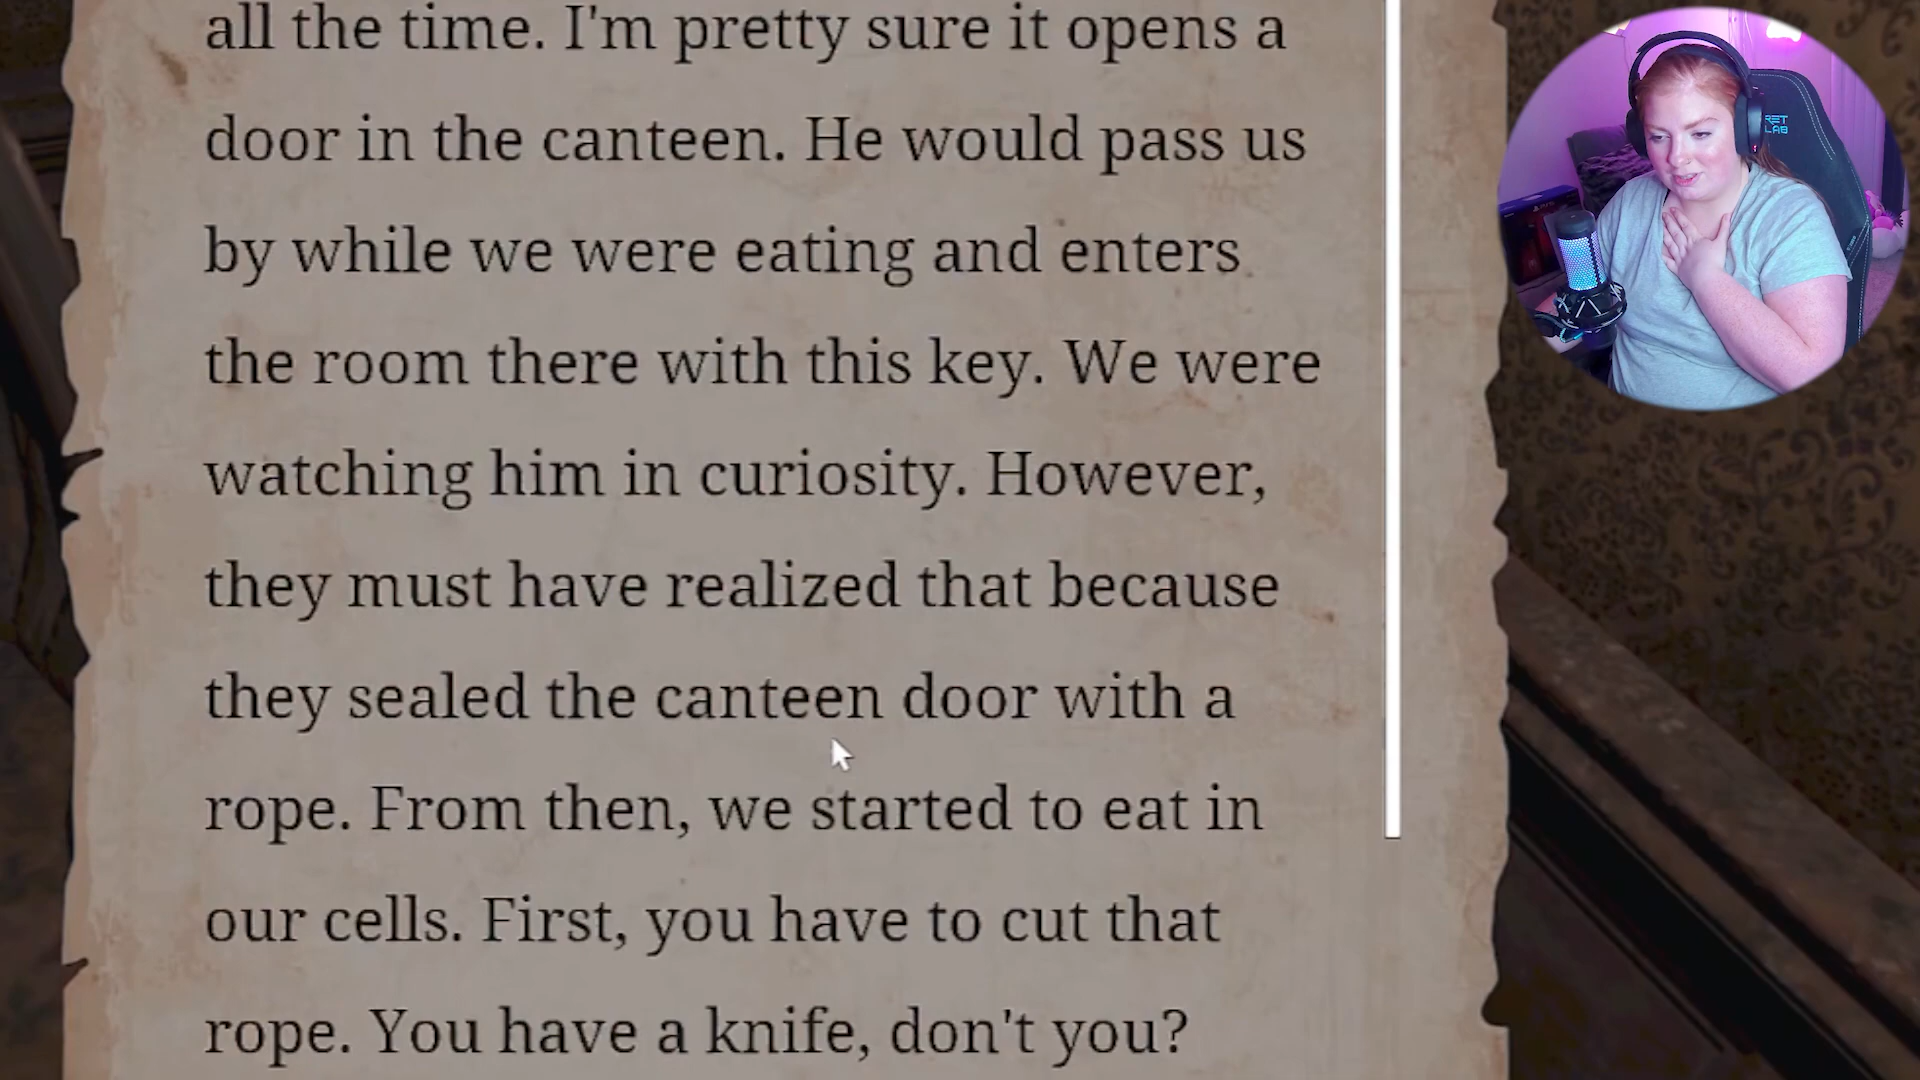 all the time. I'm pretty sure it opens a
door in the canteen. He would pass us
by while we were eating and enters
the room there with this key. We were
watching him in curiosity. However,
they must have realized that because
they sealed the canteen door with a
rope. From then, we started to eat in
our cells. First, you have to cut that
rope. You have a knife, don't you?
RET
LAB